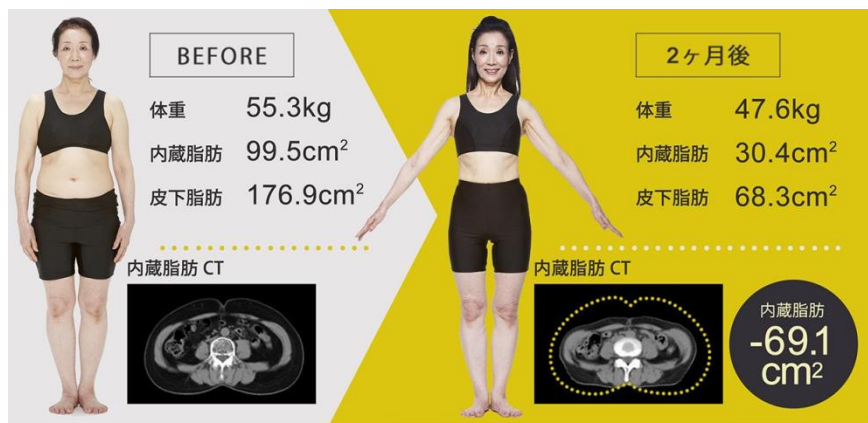 BEFORE
体重 55.3kg
内蔵脂肪 99.5cm²
皮下脂肪 176.9cm²
内蔵脂肪 CT
2ヶ月後
体重 47.6kg
内蔵脂肪 30.4cm²
皮下脂肪 68.3cm²
内蔵脂肪 CT
内蔵脂肪
-69.1
cm²